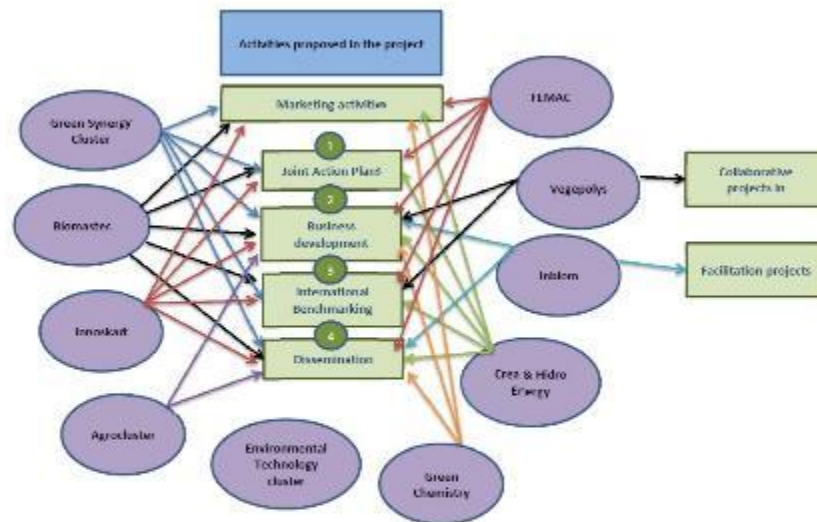 Activities proposed in the project
Marketing activities
FEMAC
Green Synergy
Cluster
1
Joint Action Plans
Vegepolys
Collaborative
projects in
2
Biomastec
Business
development
Inbiom
Facilitation projects
3
International
Benchmarking
Innoskart
4
Dissemination
Crea & Hidro
Energy
Agrocluster
Environmental
Technology
cluster
Green
Chemistry